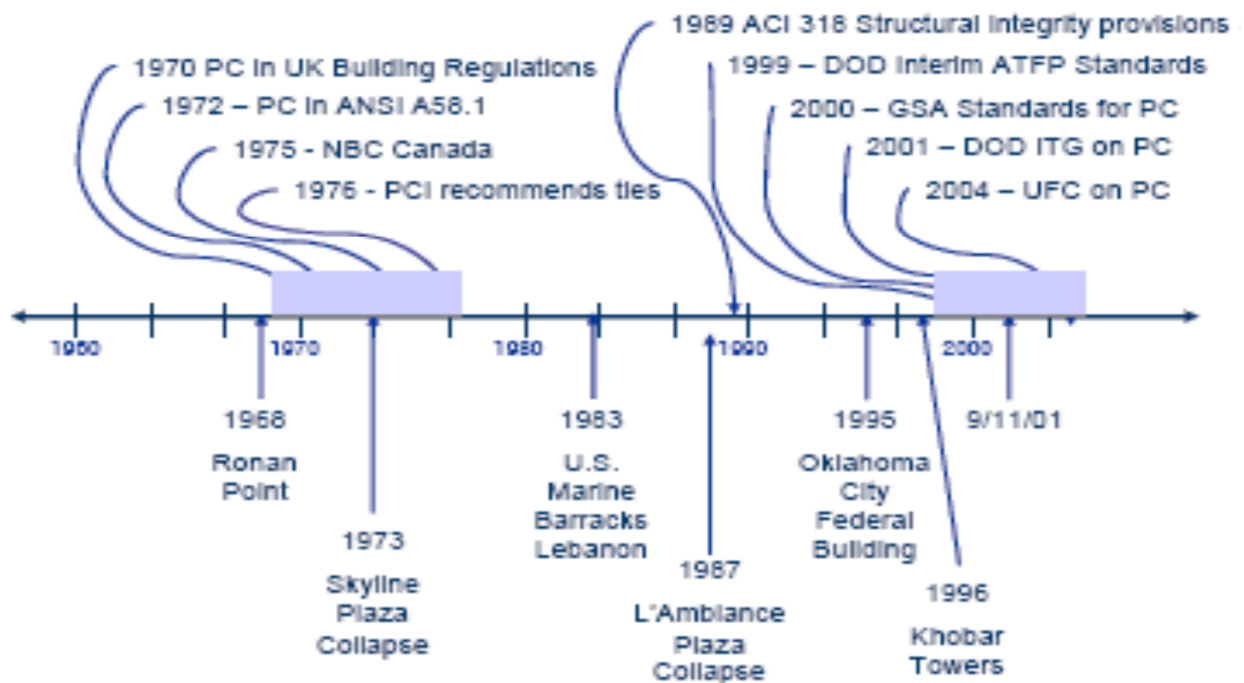 1989 ACI 318 Structural Integrity provisions
1970 PC in UK Building Regulations
1999 – DOD Interim ATFP Standards
1972 – PC in ANSI A58.1
2000 – GSA Standards for PC
1975 - NBC Canada
2001 – DOD ITG on PC
1976 - PCI recommends ties
2004 – UFC on PC
1960
1970
1980
1990
2000
1968
Ronan
Point
1973
Skyline
Plaza
Collapse
1983
U.S.
Marine
Barracks
Lebanon
1987
L'Ambiance
Plaza
Collapse
1995
Oklahoma
City
Federal
Building
1996
Khobar
Towers
9/11/01